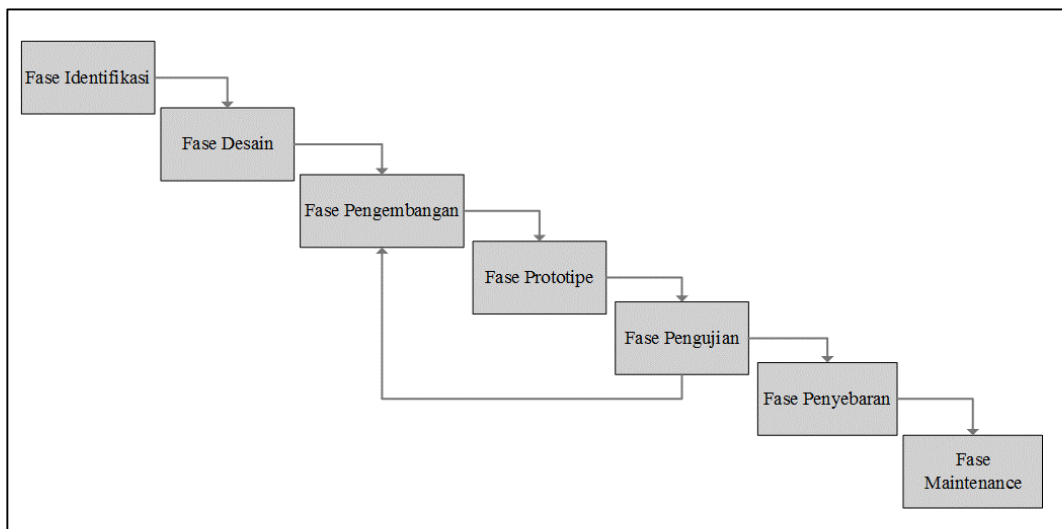 Fase Identifikasi
Fase Desain
Fase Pengembangan
Fase Prototipe
Fase Pengujian
Fase Penyebaran
Fase
Maintenance